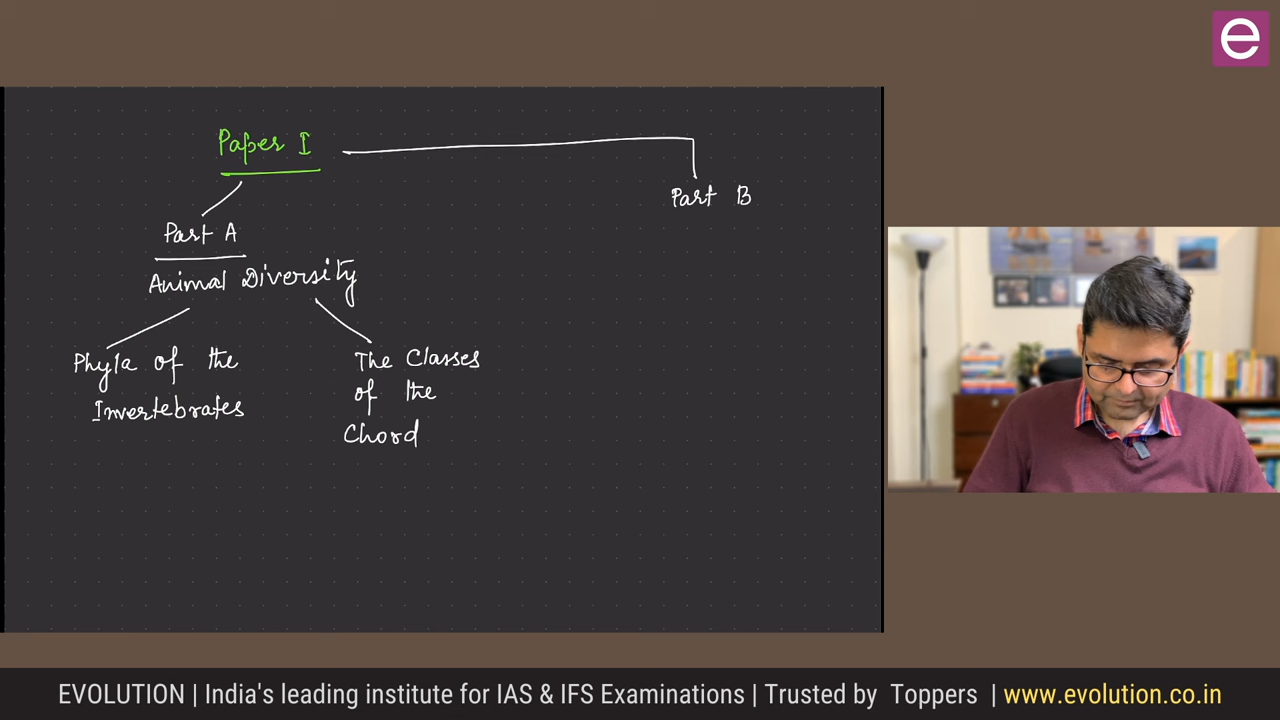 e
Paper I
Part B
Part A
Animal Diversity
Phyla of the
Invertebrates
The Classes
of the
Chord
EVOLUTION | India's leading institute for IAS & IFS Examinations | Trusted by Toppers | www.evolution.co.in